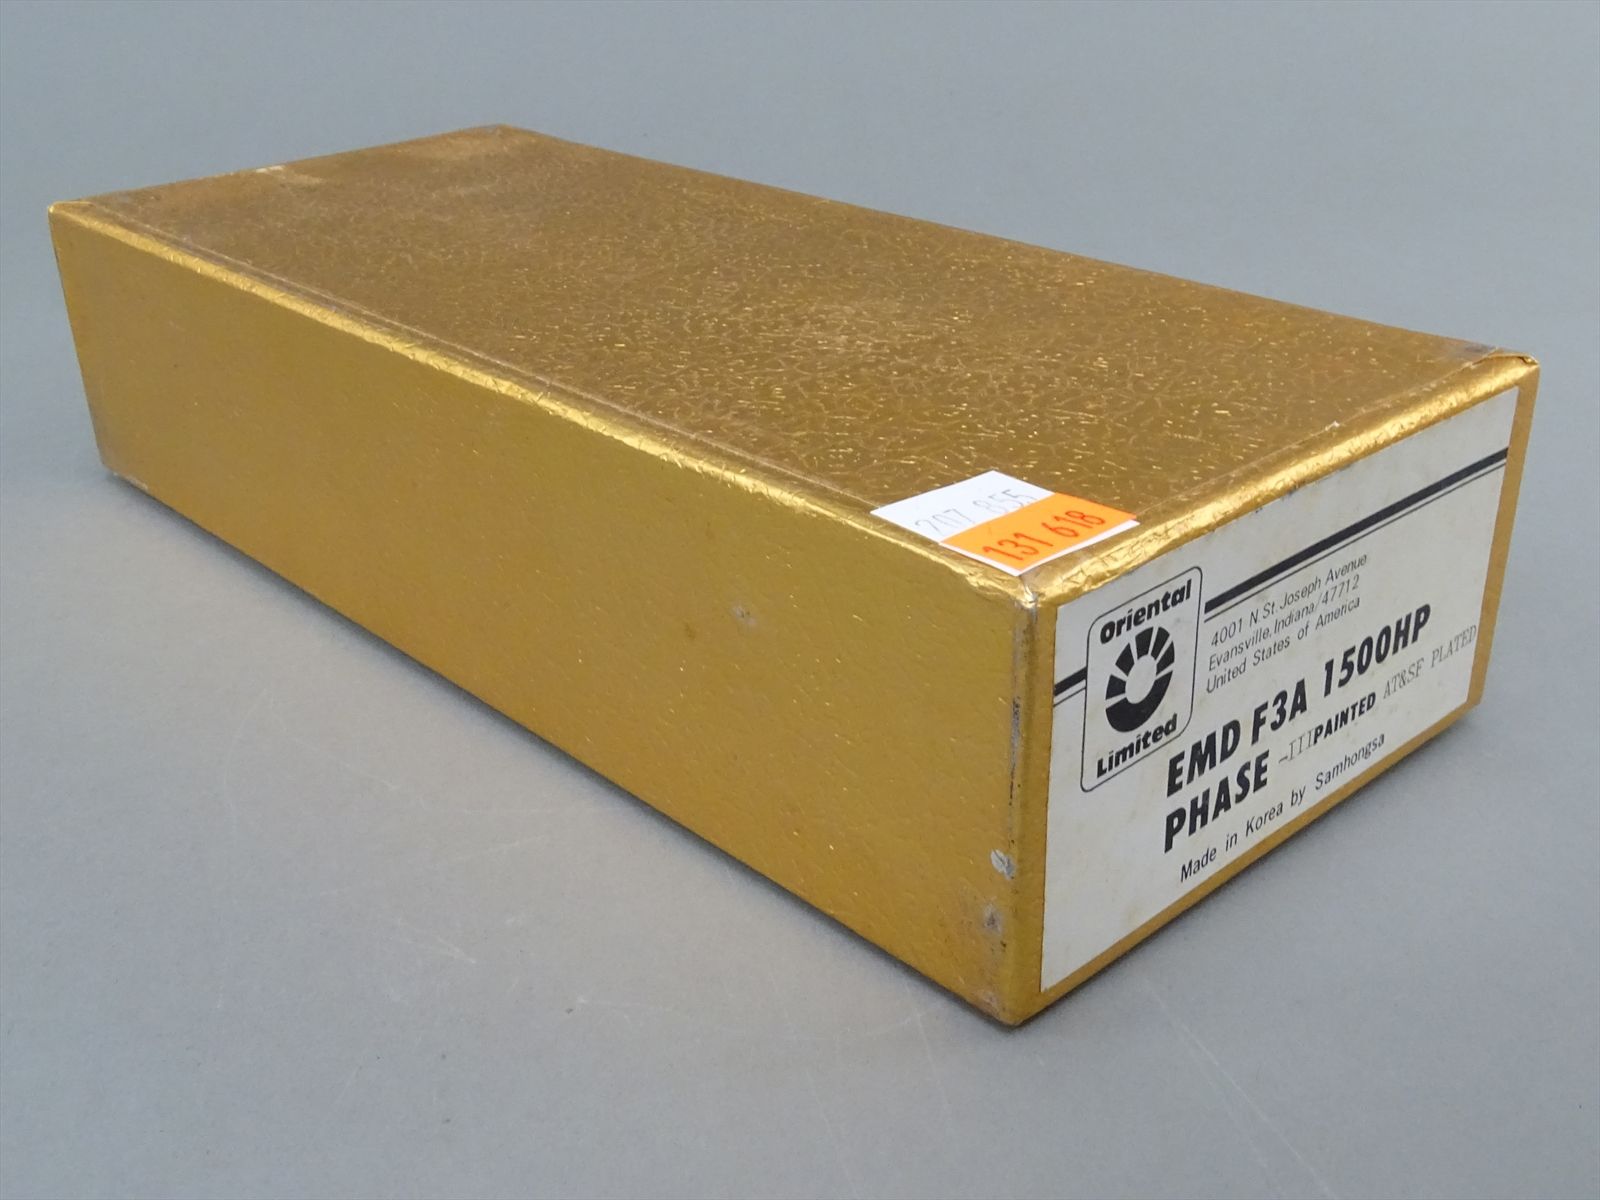 207 855
131 618
Oriental
Limited
4001 N St. Joseph Avenue
Evansville, Indiana/47712
United States of America
EMD F3A 1500HP
PHASE -III PAINTED AT&SF PLATED
Made in Korea by Samhongsa